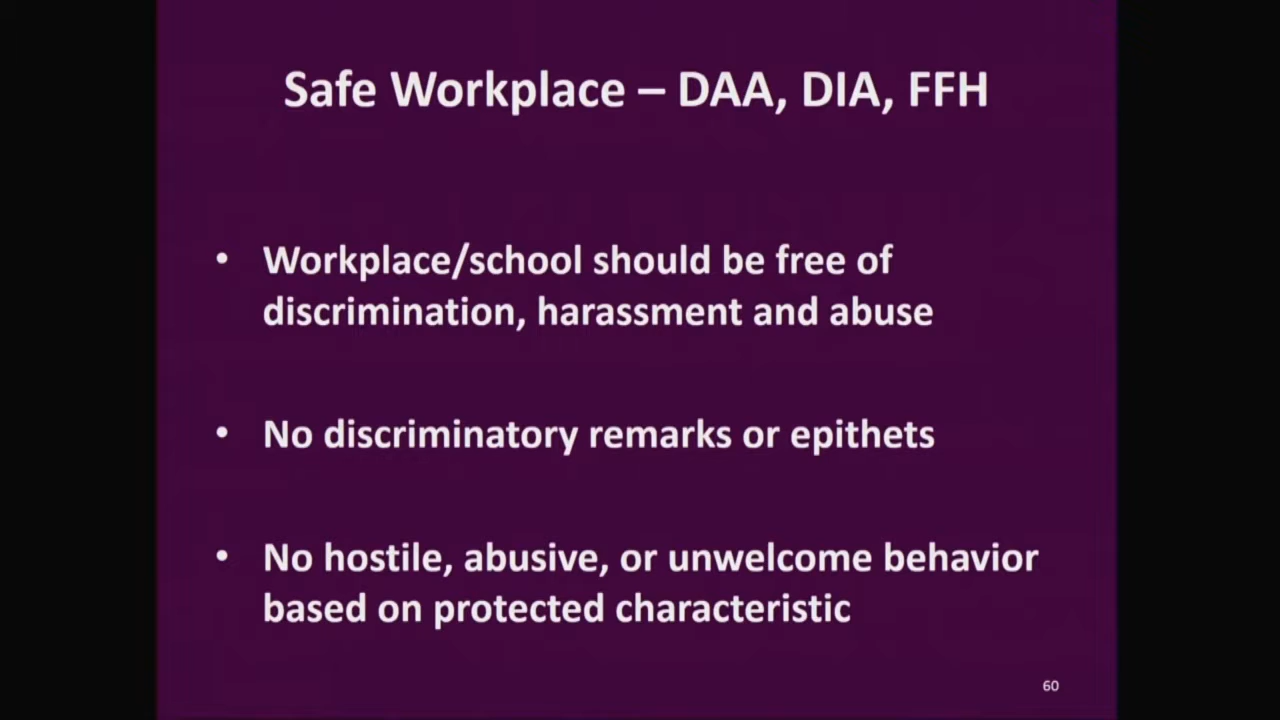 Safe Workplace – DAA, DIA, FFH
• Workplace/school should be free of
discrimination, harassment and abuse
• No discriminatory remarks or epithets
• No hostile, abusive, or unwelcome behavior
based on protected characteristic
60